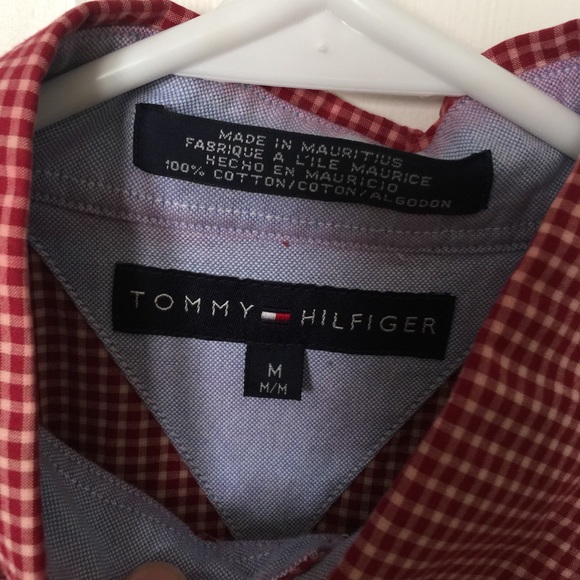 MADE IN MAURITIUS
FABRIQUE A L'ILE MAURICE
HECHO EN MAURICIO
100% COTTON/COTON/ALGODON
TOMMY HILFIGER
M
M/M